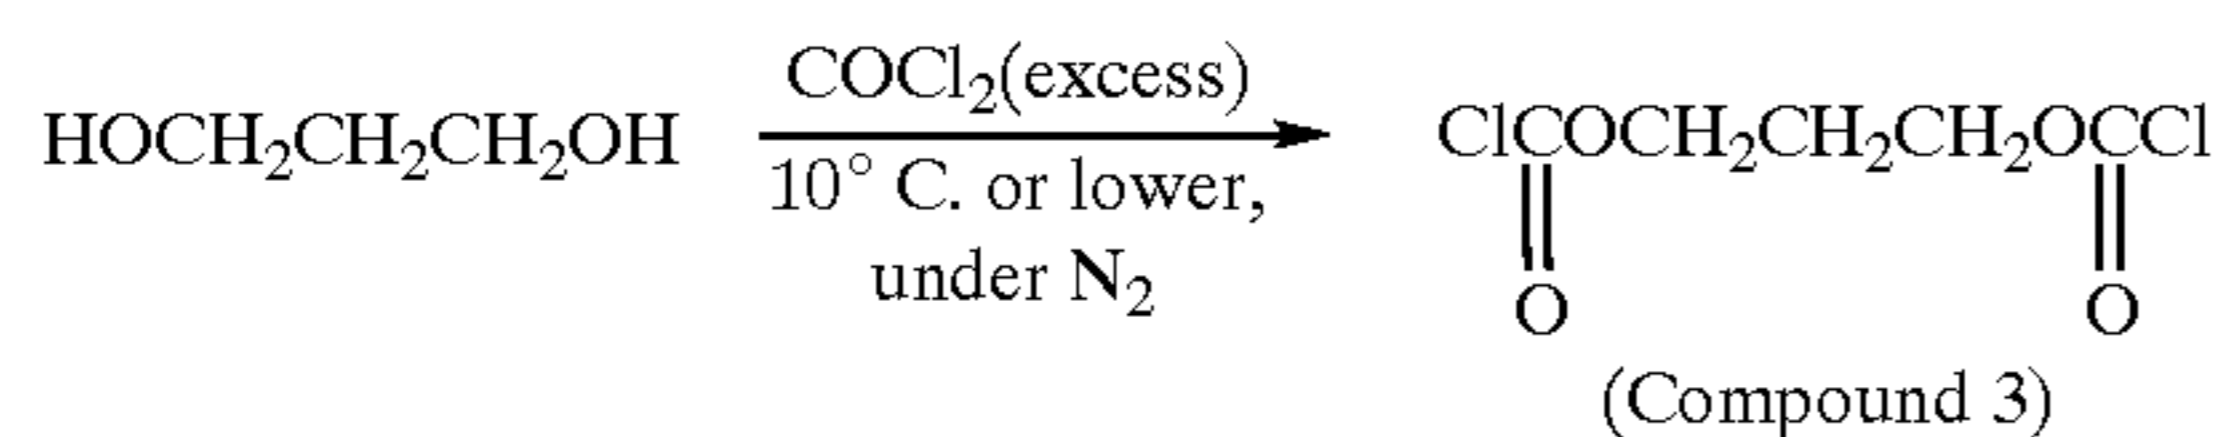 COCl₂(excess)
HOCH₂CH₂CH₂OH ClCOCH₂CH₂CH₂OCCl
10° C. or lower,
under N₂
O O
(Compound 3)